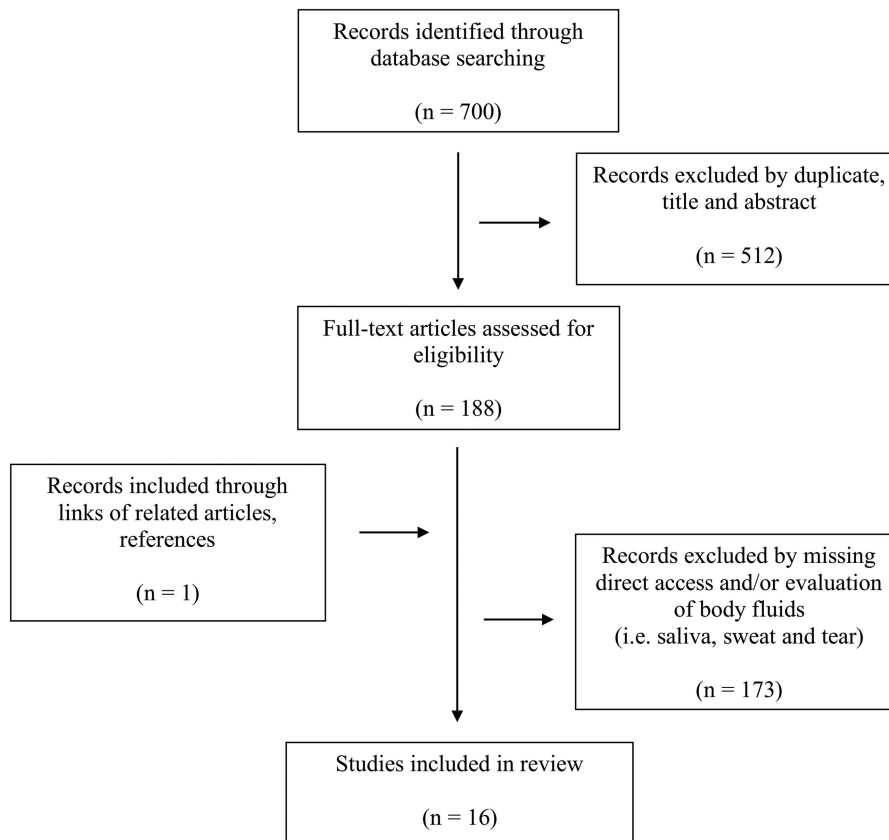 Records identified through
database searching
(n = 700)
Records excluded by duplicate,
title and abstract
(n = 512)
Full-text articles assessed for
eligibility
(n = 188)
Records included through
links of related articles,
references
(n = 1)
Records excluded by missing
direct access and/or evaluation
of body fluids
(i.e. saliva, sweat and tear)
(n = 173)
Studies included in review
(n = 16)